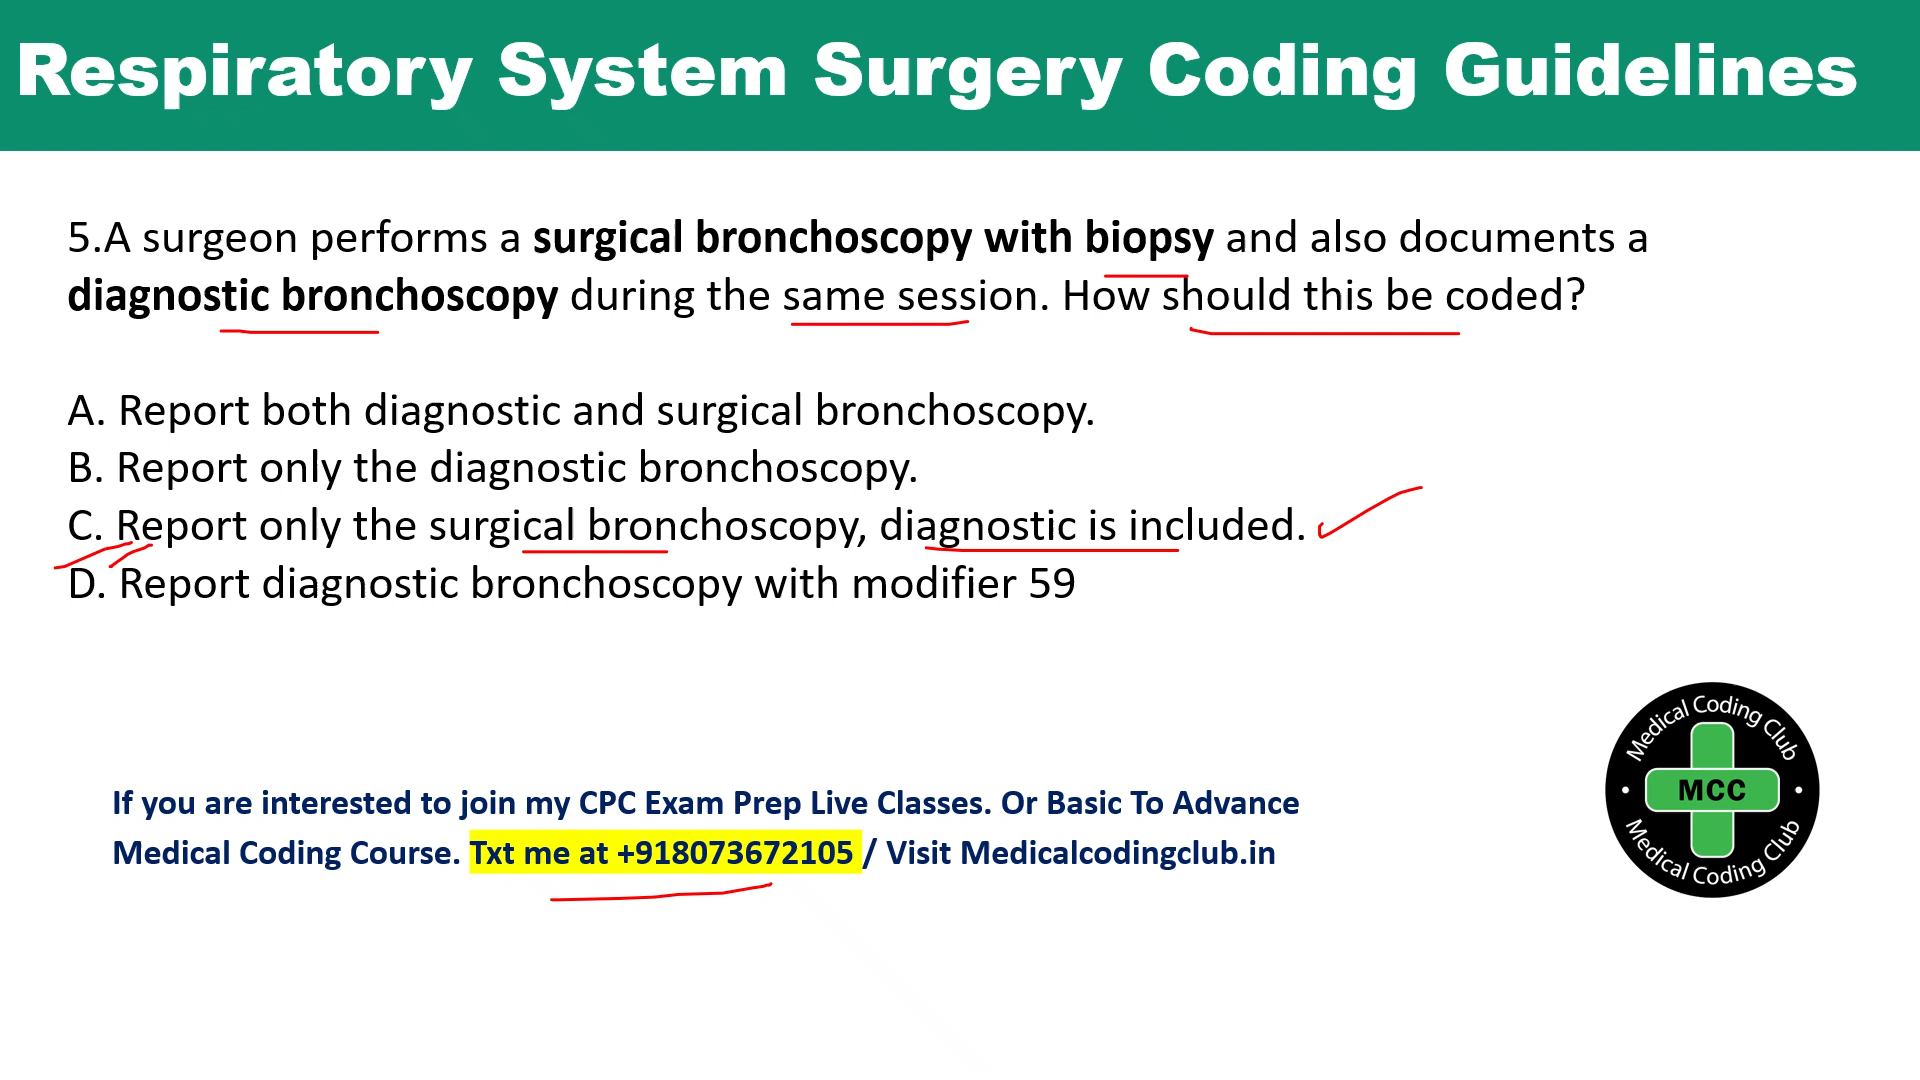 Respiratory System Surgery Coding Guidelines
5.A surgeon performs a surgical bronchoscopy with biopsy and also documents a
diagnostic bronchoscopy during the same session. How should this be coded?
A. Report both diagnostic and surgical bronchoscopy.
B. Report only the diagnostic bronchoscopy.
C. Report only the surgical bronchoscopy, diagnostic is included.
D. Report diagnostic bronchoscopy with modifier 59
If you are interested to join my CPC Exam Prep Live Classes. Or Basic To Advance
Medical Coding Course. Txt me at +918073672105 / Visit Medicalcodingclub.in
Medical Coding Club
MCC
Medical Coding Club